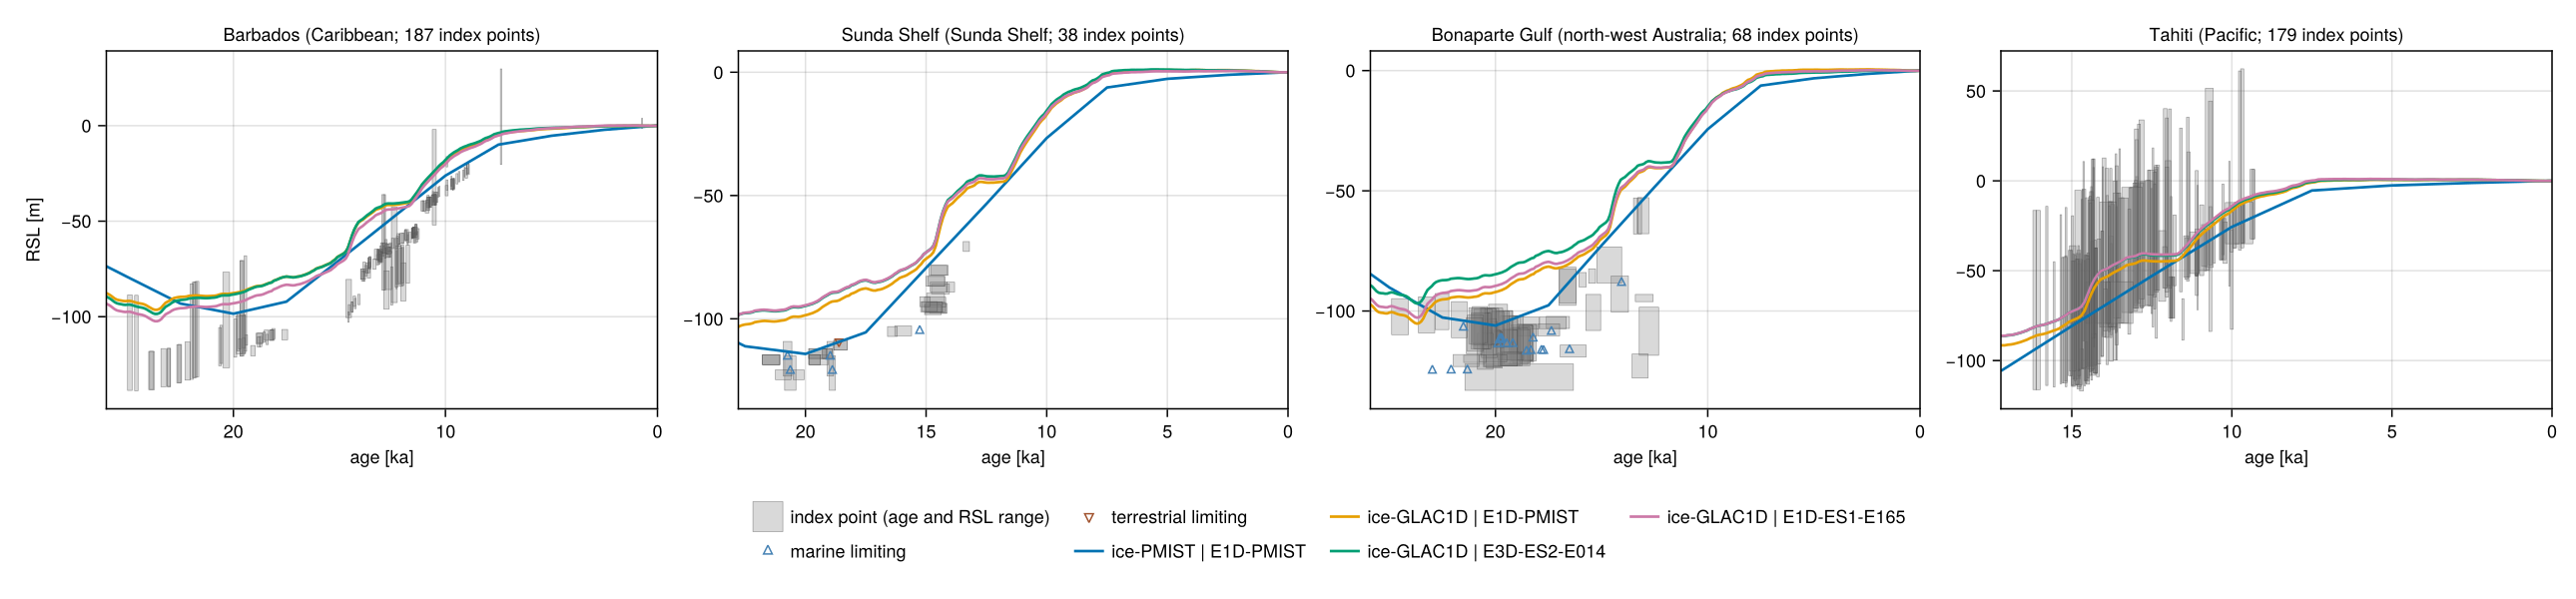 Barbados (Caribbean; 187 index points)
Sunda Shelf (Sunda Shelf; 38 index points)
Bonaparte Gulf (north-west Australia; 68 index points)
Tahiti (Pacific; 179 index points)
RSL [m]
0
−50
−100
20
10
0
age [ka]
0
−50
−100
20
15
10
5
0
age [ka]
0
−50
−100
20
10
0
age [ka]
50
0
−50
−100
15
10
5
0
age [ka]
index point (age and RSL range)
terrestrial limiting
ice-GLAC1D | E1D-PMIST
ice-GLAC1D | E1D-ES1-E165
marine limiting
ice-PMIST | E1D-PMIST
ice-GLAC1D | E3D-ES2-E014